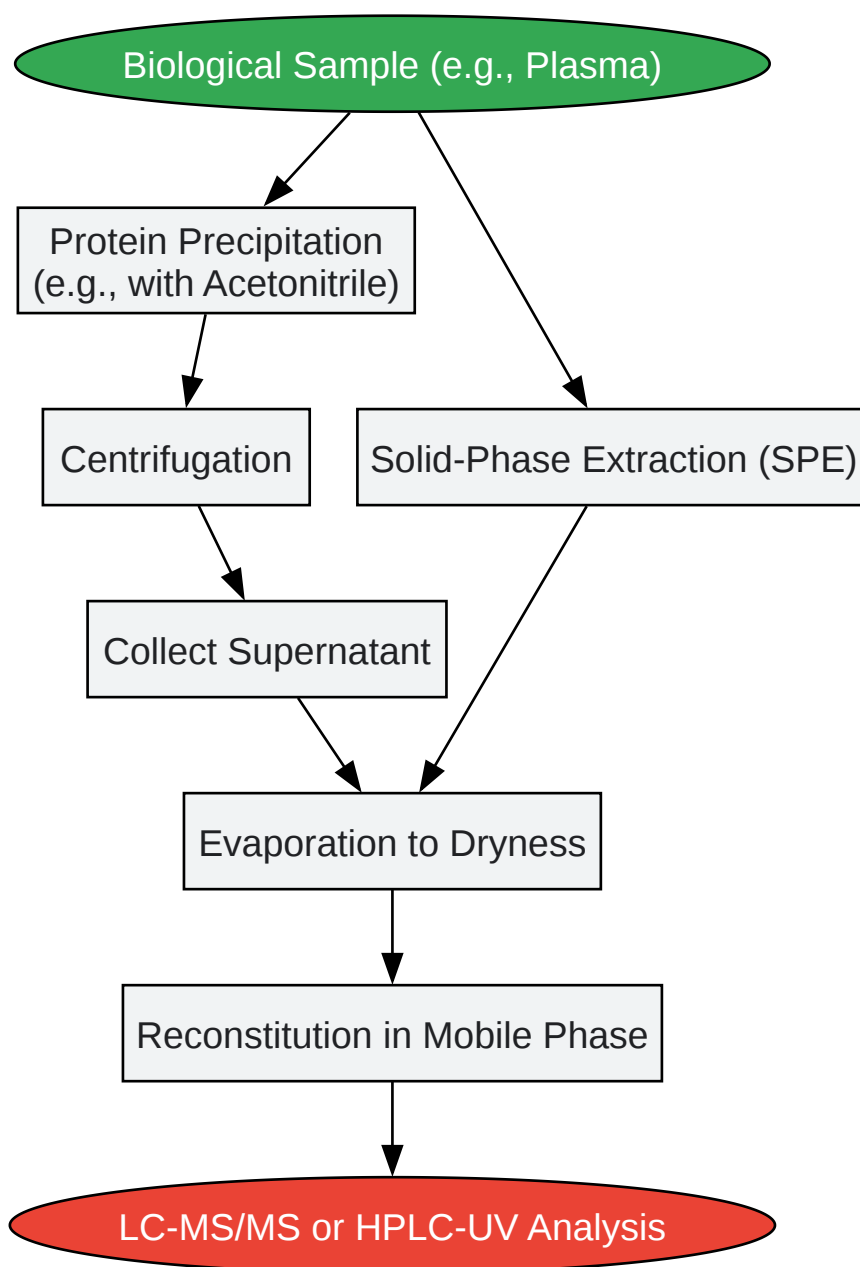 Biological Sample (e.g., Plasma)
Protein Precipitation
(e.g., with Acetonitrile)
Centrifugation
Solid-Phase Extraction (SPE)
Collect Supernatant
Evaporation to Dryness
Reconstitution in Mobile Phase
LC-MS/MS or HPLC-UV Analysis